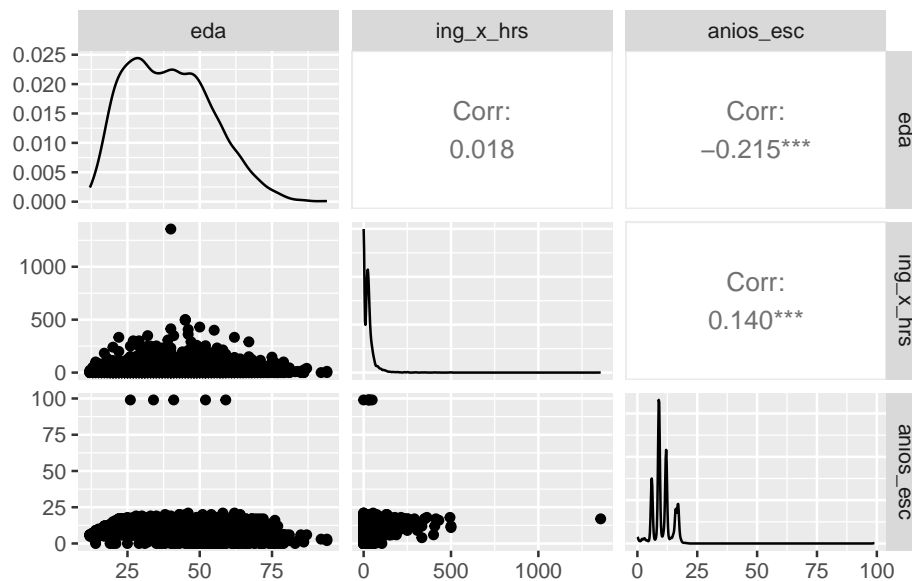 eda ing_x_hrs anios_esc
0.025
0.020
0.015
0.010
0.005
0.000
Corr:
0.018
Corr:
−0.215***
eda
1000
500
0
Corr:
0.140***
ing_x_hrs
100
75
50
25
0
anios_esc
25 50 75 0 500 1000 0 25 50 75 100